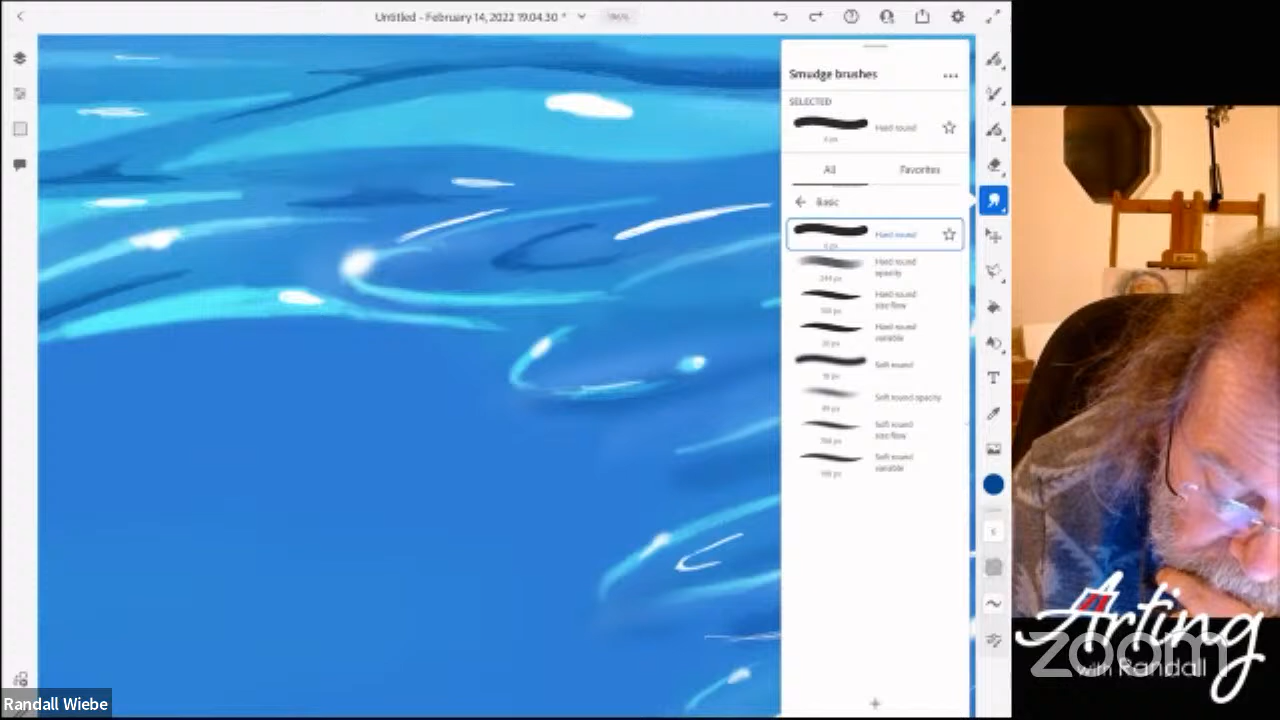 Untitled - February 14, 2022 19.04.30 *
Smudge brushes
SELECTED
Hard round
All
Favorites
Basic
Hard round
Hard round
opacity
Hard round
size flow
Hard round
variable
Soft round
Soft round opacity
Soft round
size flow
Soft round
variable
T
Arting
zoom
with Randall
Randall Wiebe